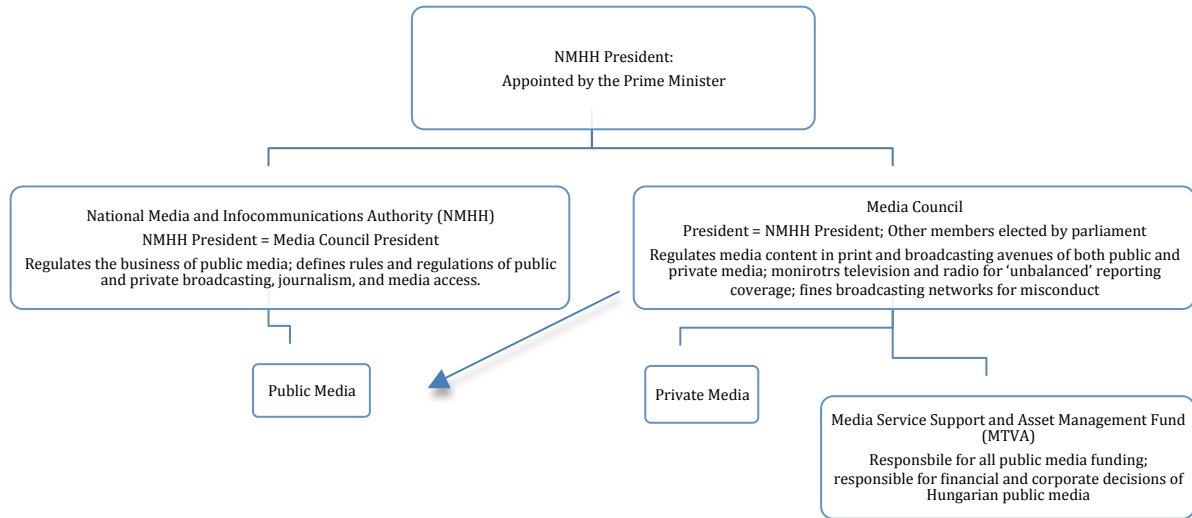 NMHH President:
Appointed by the Prime Minister
National Media and Infocommunications Authority (NMHH)
NMHH President = Media Council President
Regulates the business of public media; defines rules and regulations of public
and private broadcasting, journalism, and media access.
Media Council
President = NMHH President; Other members elected by parliament
Regulates media content in print and broadcasting avenues of both public and
private media; monirotrs television and radio for ‘unbalanced’ reporting
coverage; fines broadcasting networks for misconduct
Public Media
Private Media
Media Service Support and Asset Management Fund
(MTVA)
Responsbile for all public media funding;
responsible for financial and corporate decisions of
Hungarian public media